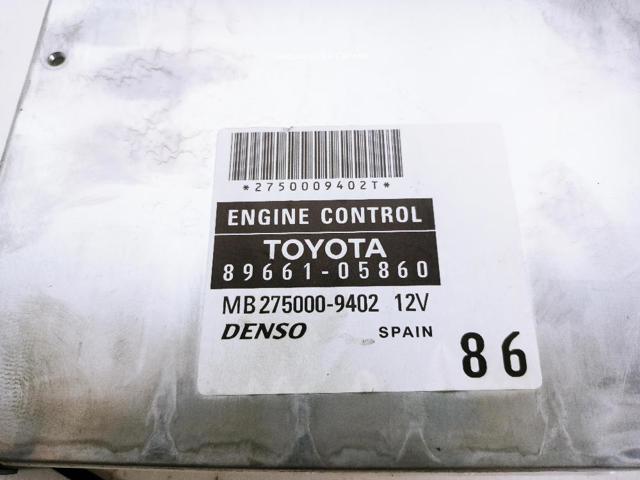 *2750009402T*
ENGINE CONTROL
TOYOTA
89661-05860
MB275000-9402 12V
DENSO SPAIN
86